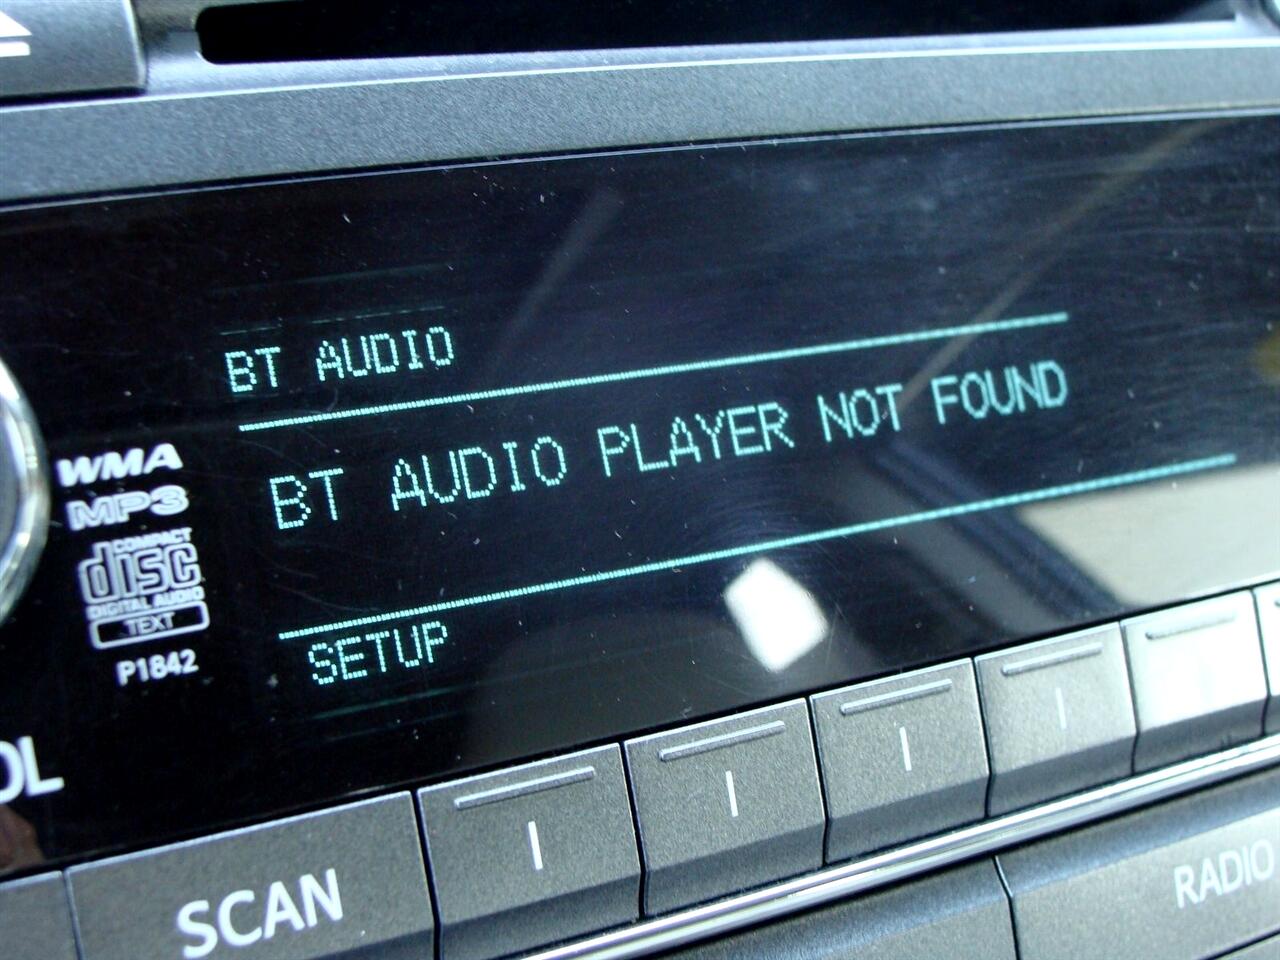 BT AUDIO
BT AUDIO PLAYER NOT FOUND
SETUP
WMA
MP3
COMPACT
disc
DIGITAL AUDIO
TEXT
P1842
OL
SCAN
RADIO